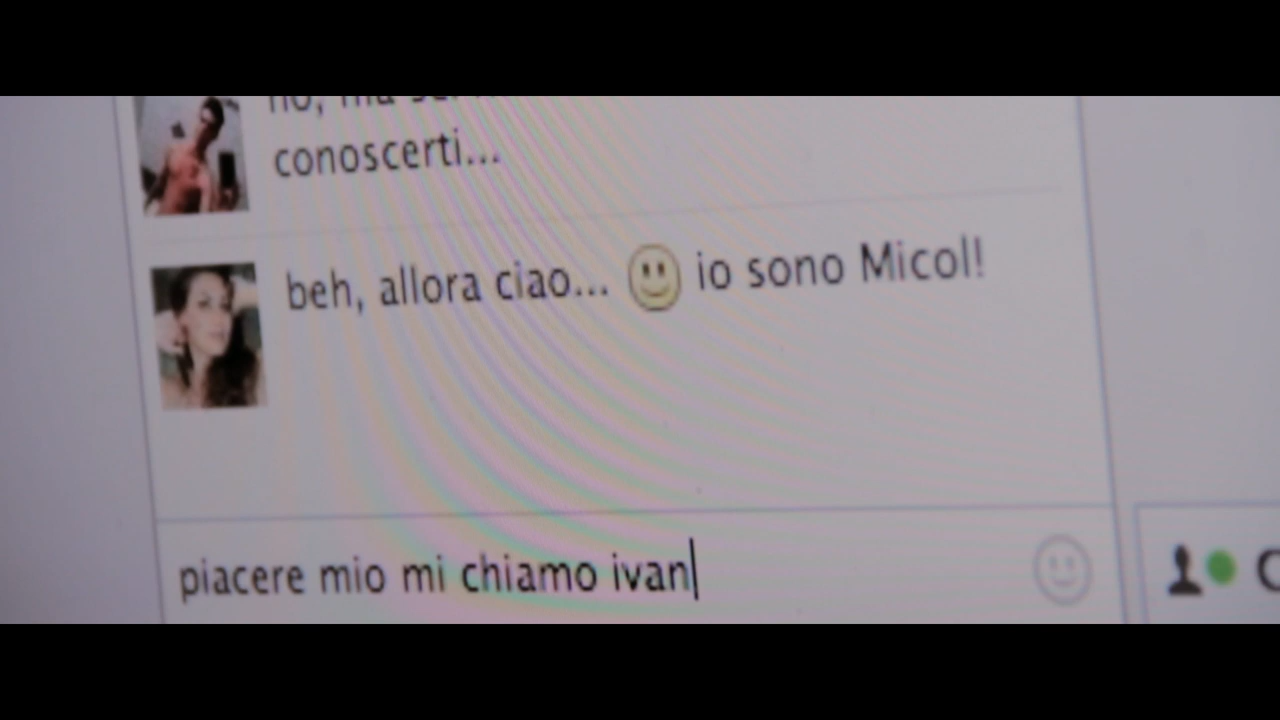 conoscerti...
beh, allora ciao... io sono Micol!
piacere mio mi chiamo ivan